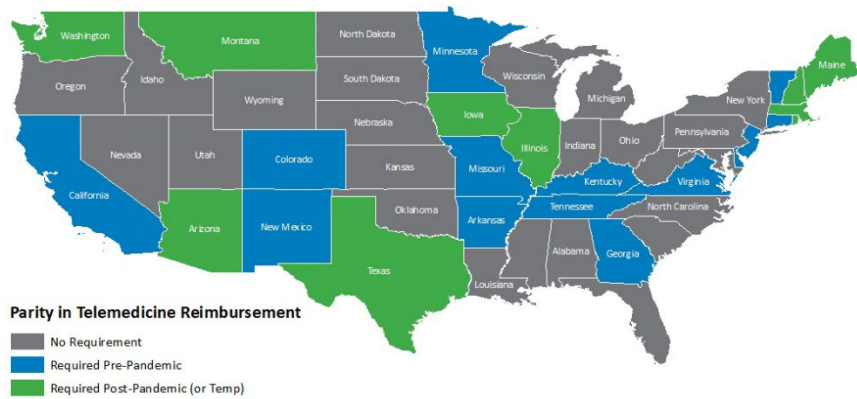 Washington
Montana
North Dakota
Minnesota
Maine
Oregon
Idaho
South Dakota
Wisconsin
Michigan
New York
Wyoming
Iowa
Nebraska
Pennsylvania
Nevada
Utah
Colorado
Kansas
Missouri
Illinois
Indiana
Ohio
California
Kentucky
Virginia
Arizona
New Mexico
Oklahoma
Arkansas
Tennessee
North Carolina
Texas
Louisiana
Alabama
Georgia
Parity in Telemedicine Reimbursement
No Requirement
Required Pre-Pandemic
Required Post-Pandemic (or Temp)